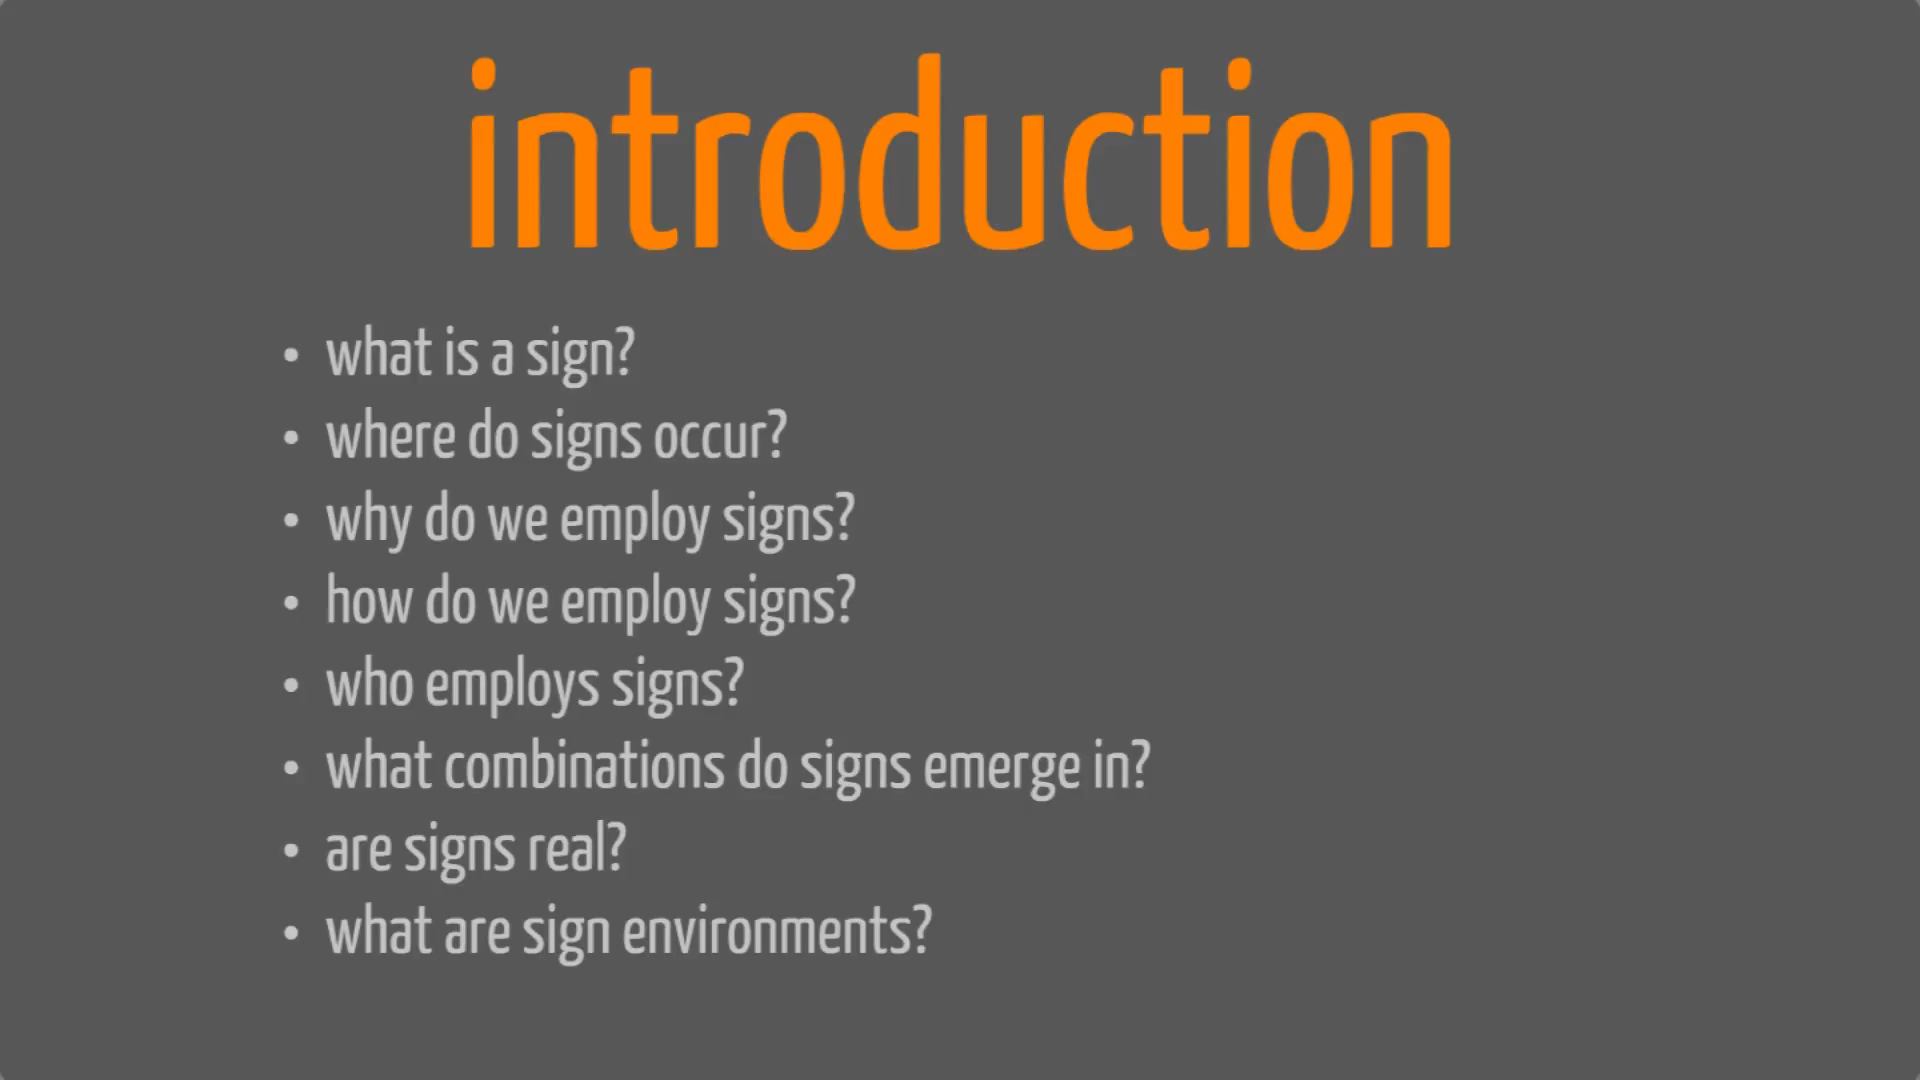 introduction
• what is a sign?
• where do signs occur?
• why do we employ signs?
• how do we employ signs?
• who employs signs?
• what combinations do signs emerge in?
• are signs real?
• what are sign environments?